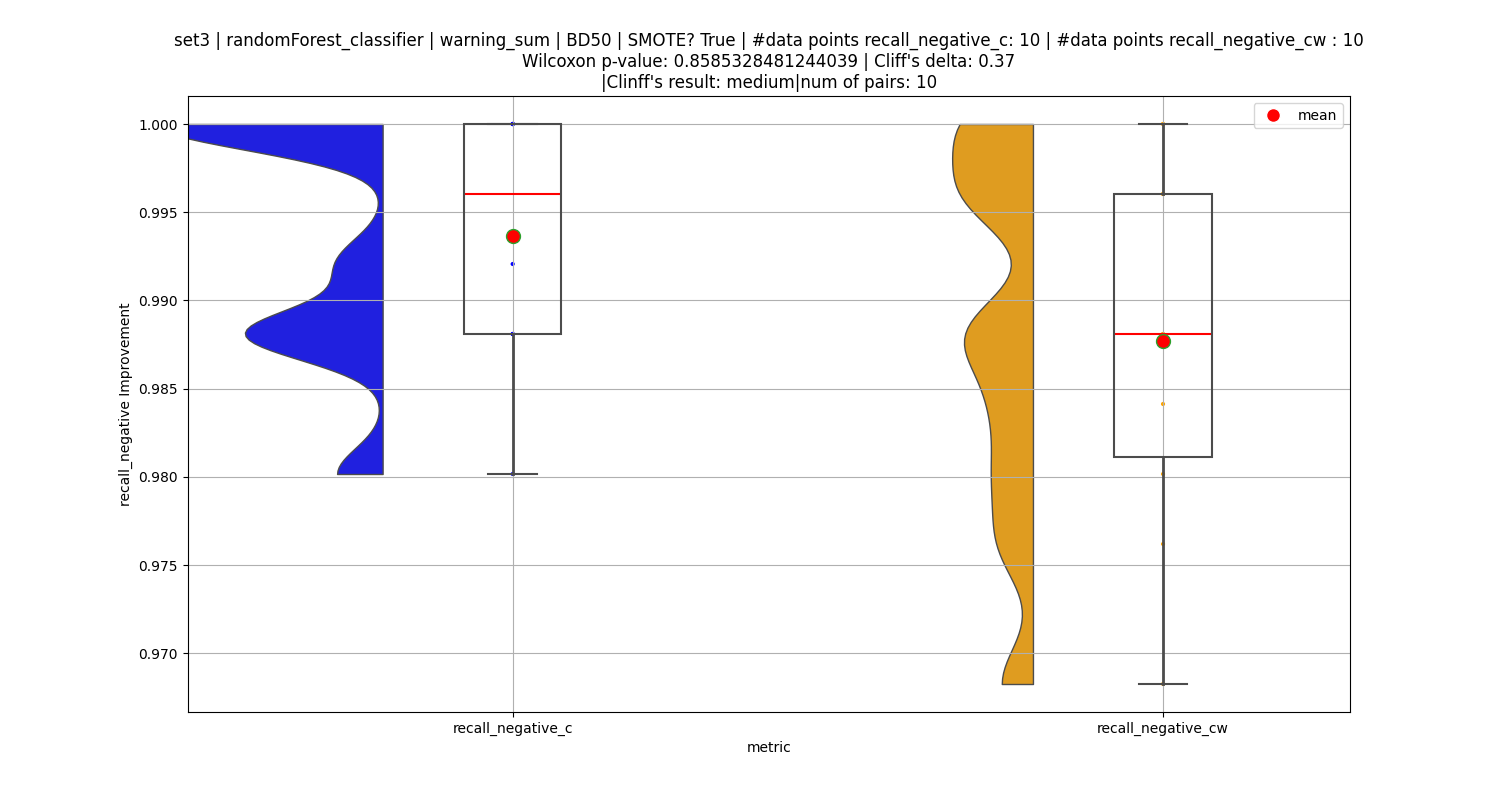 set3 | randomForest_classifier | warning_sum | BD50 | SMOTE? True | #data points recall_negative_c: 10 | #data points recall_negative_cw : 10
Wilcoxon p-value: 0.8585328481244039 | Cliff's delta: 0.37
|Clinff's result: medium|num of pairs: 10
mean
1.000
0.995
0.990
0.985
0.980
0.975
0.970
recall_negative Improvement
recall_negative_c
recall_negative_cw
metric